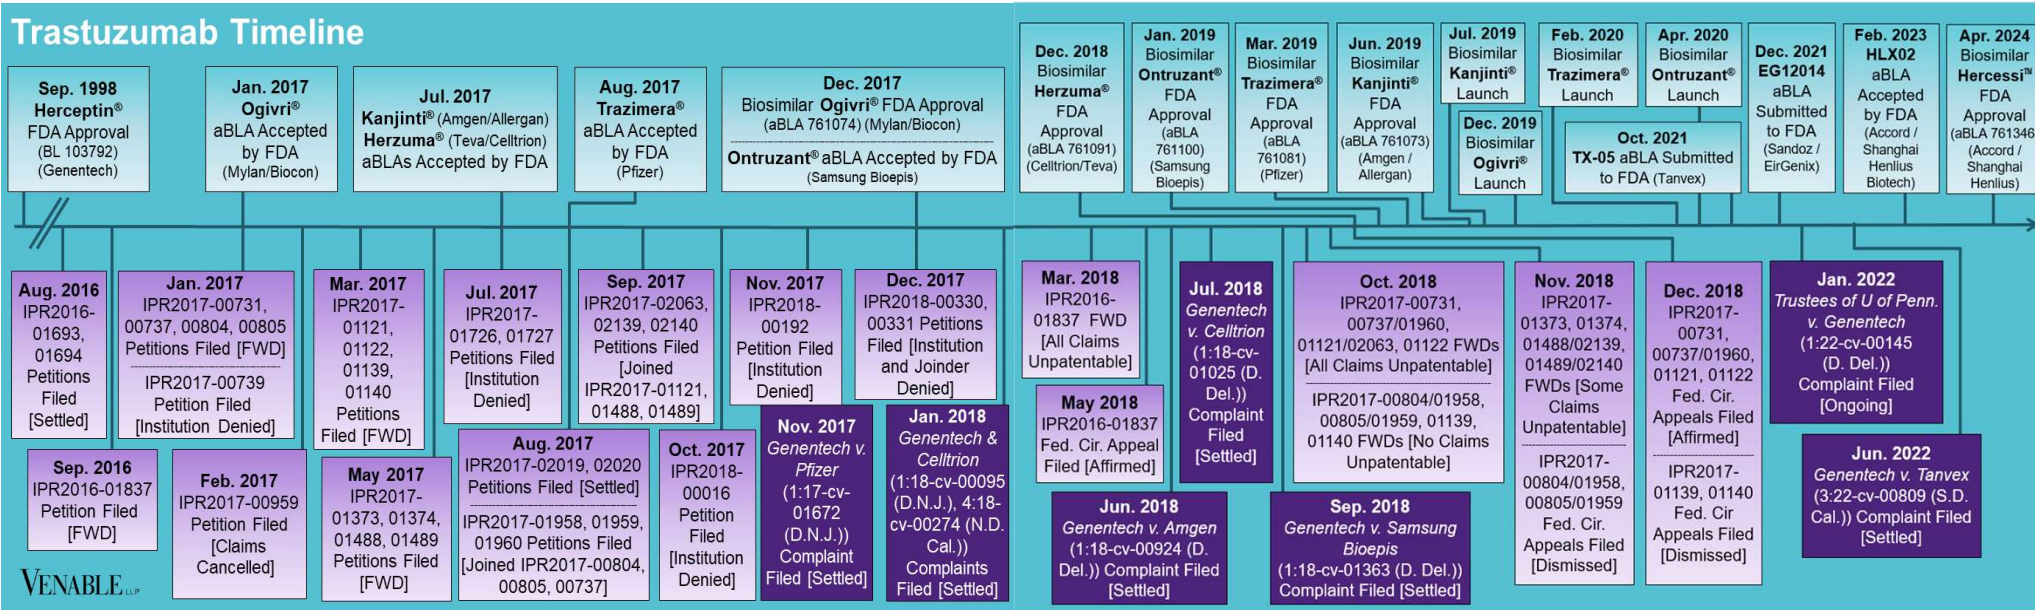 Trastuzumab Timeline
Sep. 1998
Herceptin®
FDA Approval
(BL 103792)
(Genentech)
Jan. 2017
Ogivri®
aBLA Accepted
by FDA
(Mylan/Biocon)
Jul. 2017
Kanjinti® (Amgen/Allergan)
Herzuma® (Teva/Celltrion)
aBLAs Accepted by FDA
Aug. 2017
Trazimera®
aBLA Accepted
by FDA
(Pfizer)
Dec. 2017
Biosimilar Ogivri® FDA Approval
(aBLA 761074) (Mylan/Biocon)
Ontruzant® aBLA Accepted by FDA
(Samsung Bioepis)
Dec. 2018
Biosimilar
Herzuma®
FDA
Approval
(aBLA 761091)
(Celltrion/Teva)
Jan. 2019
Biosimilar
Ontruzant®
FDA
Approval
(aBLA
761100)
(Samsung
Bioepis)
Mar. 2019
Biosimilar
Trazimera®
FDA
Approval
(aBLA
761081)
(Pfizer)
Jun. 2019
Biosimilar
Kanjinti®
FDA
Approval
(aBLA 761073)
(Amgen /
Allergan)
Jul. 2019
Biosimilar
Kanjinti®
Launch
Dec. 2019
Biosimilar
Ogivri®
Launch
Feb. 2020
Biosimilar
Trazimera®
Launch
Apr. 2020
Biosimilar
Ontruzant®
Launch
Oct. 2021
TX-05 aBLA Submitted
to FDA (Tanvex)
Dec. 2021
EG12014
aBLA
Submitted
to FDA
(Sandoz /
EirGenix)
Feb. 2023
HLX02
aBLA
Accepted
by FDA
(Accord /
Shanghai
Henlius
Biotech)
Apr. 2024
Biosimilar
Hercessi™
FDA
Approval
(aBLA 761346)
(Accord /
Shanghai
Henlius)
Aug. 2016
IPR2016-
01693,
01694
Petitions
Filed
[Settled]
Sep. 2016
IPR2016-01837
Petition Filed
[FWD]
Jan. 2017
IPR2017-00731,
00737, 00804, 00805
Petitions Filed [FWD]
IPR2017-00739
Petition Filed
[Institution Denied]
Feb. 2017
IPR2017-00959
Petition Filed
[Claims
Cancelled]
Mar. 2017
IPR2017-
01121,
01122,
01139,
01140
Petitions
Filed [FWD]
May 2017
IPR2017-
01373, 01374,
01488, 01489
Petitions Filed
[FWD]
Jul. 2017
IPR2017-
01726, 01727
Petitions Filed
[Institution
Denied]
Aug. 2017
IPR2017-02019, 02020
Petitions Filed [Settled]
IPR2017-01958, 01959,
01960 Petitions Filed
[Joined IPR2017-00804,
00805, 00737]
Sep. 2017
IPR2017-02063,
02139, 02140
Petitions Filed
[Joined
IPR2017-01121,
01488, 01489]
Oct. 2017
IPR2018-
00016
Petition
Filed
[Institution
Denied]
Nov. 2017
IPR2018-
00192
Petition Filed
[Institution
Denied]
Nov. 2017
Genentech v.
Pfizer
(1:17-cv-
01672
(D.N.J.))
Complaint
Filed [Settled]
Dec. 2017
IPR2018-00330,
00331 Petitions
Filed [Institution
and Joinder
Denied]
Jan. 2018
Genentech &
Celltrion
(1:18-cv-00095
(D.N.J.), 4:18-
cv-00274 (N.D.
Cal.))
Complaints
Filed [Settled]
Mar. 2018
IPR2016-
01837 FWD
[All Claims
Unpatentable]
May 2018
IPR2016-01837
Fed. Cir. Appeal
Filed [Affirmed]
Jun. 2018
Genentech v. Amgen
(1:18-cv-00924 (D.
Del.)) Complaint Filed
[Settled]
Jul. 2018
Genentech
v. Celltrion
(1:18-cv-
01025 (D.
Del.))
Complaint
Filed
[Settled]
Sep. 2018
Genentech v. Samsung
Bioepis
(1:18-cv-01363 (D. Del.))
Complaint Filed [Settled]
Oct. 2018
IPR2017-00731,
00737/01960,
01121/02063, 01122 FWDs
[All Claims Unpatentable]
IPR2017-00804/01958,
00805/01959, 01139,
01140 FWDs [No Claims
Unpatentable]
Nov. 2018
IPR2017-
01373, 01374,
01488/02139,
01489/02140
FWDs [Some
Claims
Unpatentable]
IPR2017-
00804/01958,
00805/01959
Fed. Cir.
Appeals Filed
[Dismissed]
Dec. 2018
IPR2017-
00731,
00737/01960,
01121, 01122
Fed. Cir.
Appeals Filed
[Affirmed]
IPR2017-
01139, 01140
Fed. Cir
Appeals Filed
[Dismissed]
Jan. 2022
Trustees of U of Penn.
v. Genentech
(1:22-cv-00145
(D. Del.))
Complaint Filed
[Ongoing]
Jun. 2022
Genentech v. Tanvex
(3:22-cv-00809 (S.D.
Cal.)) Complaint Filed
[Settled]
VENABLE LLP